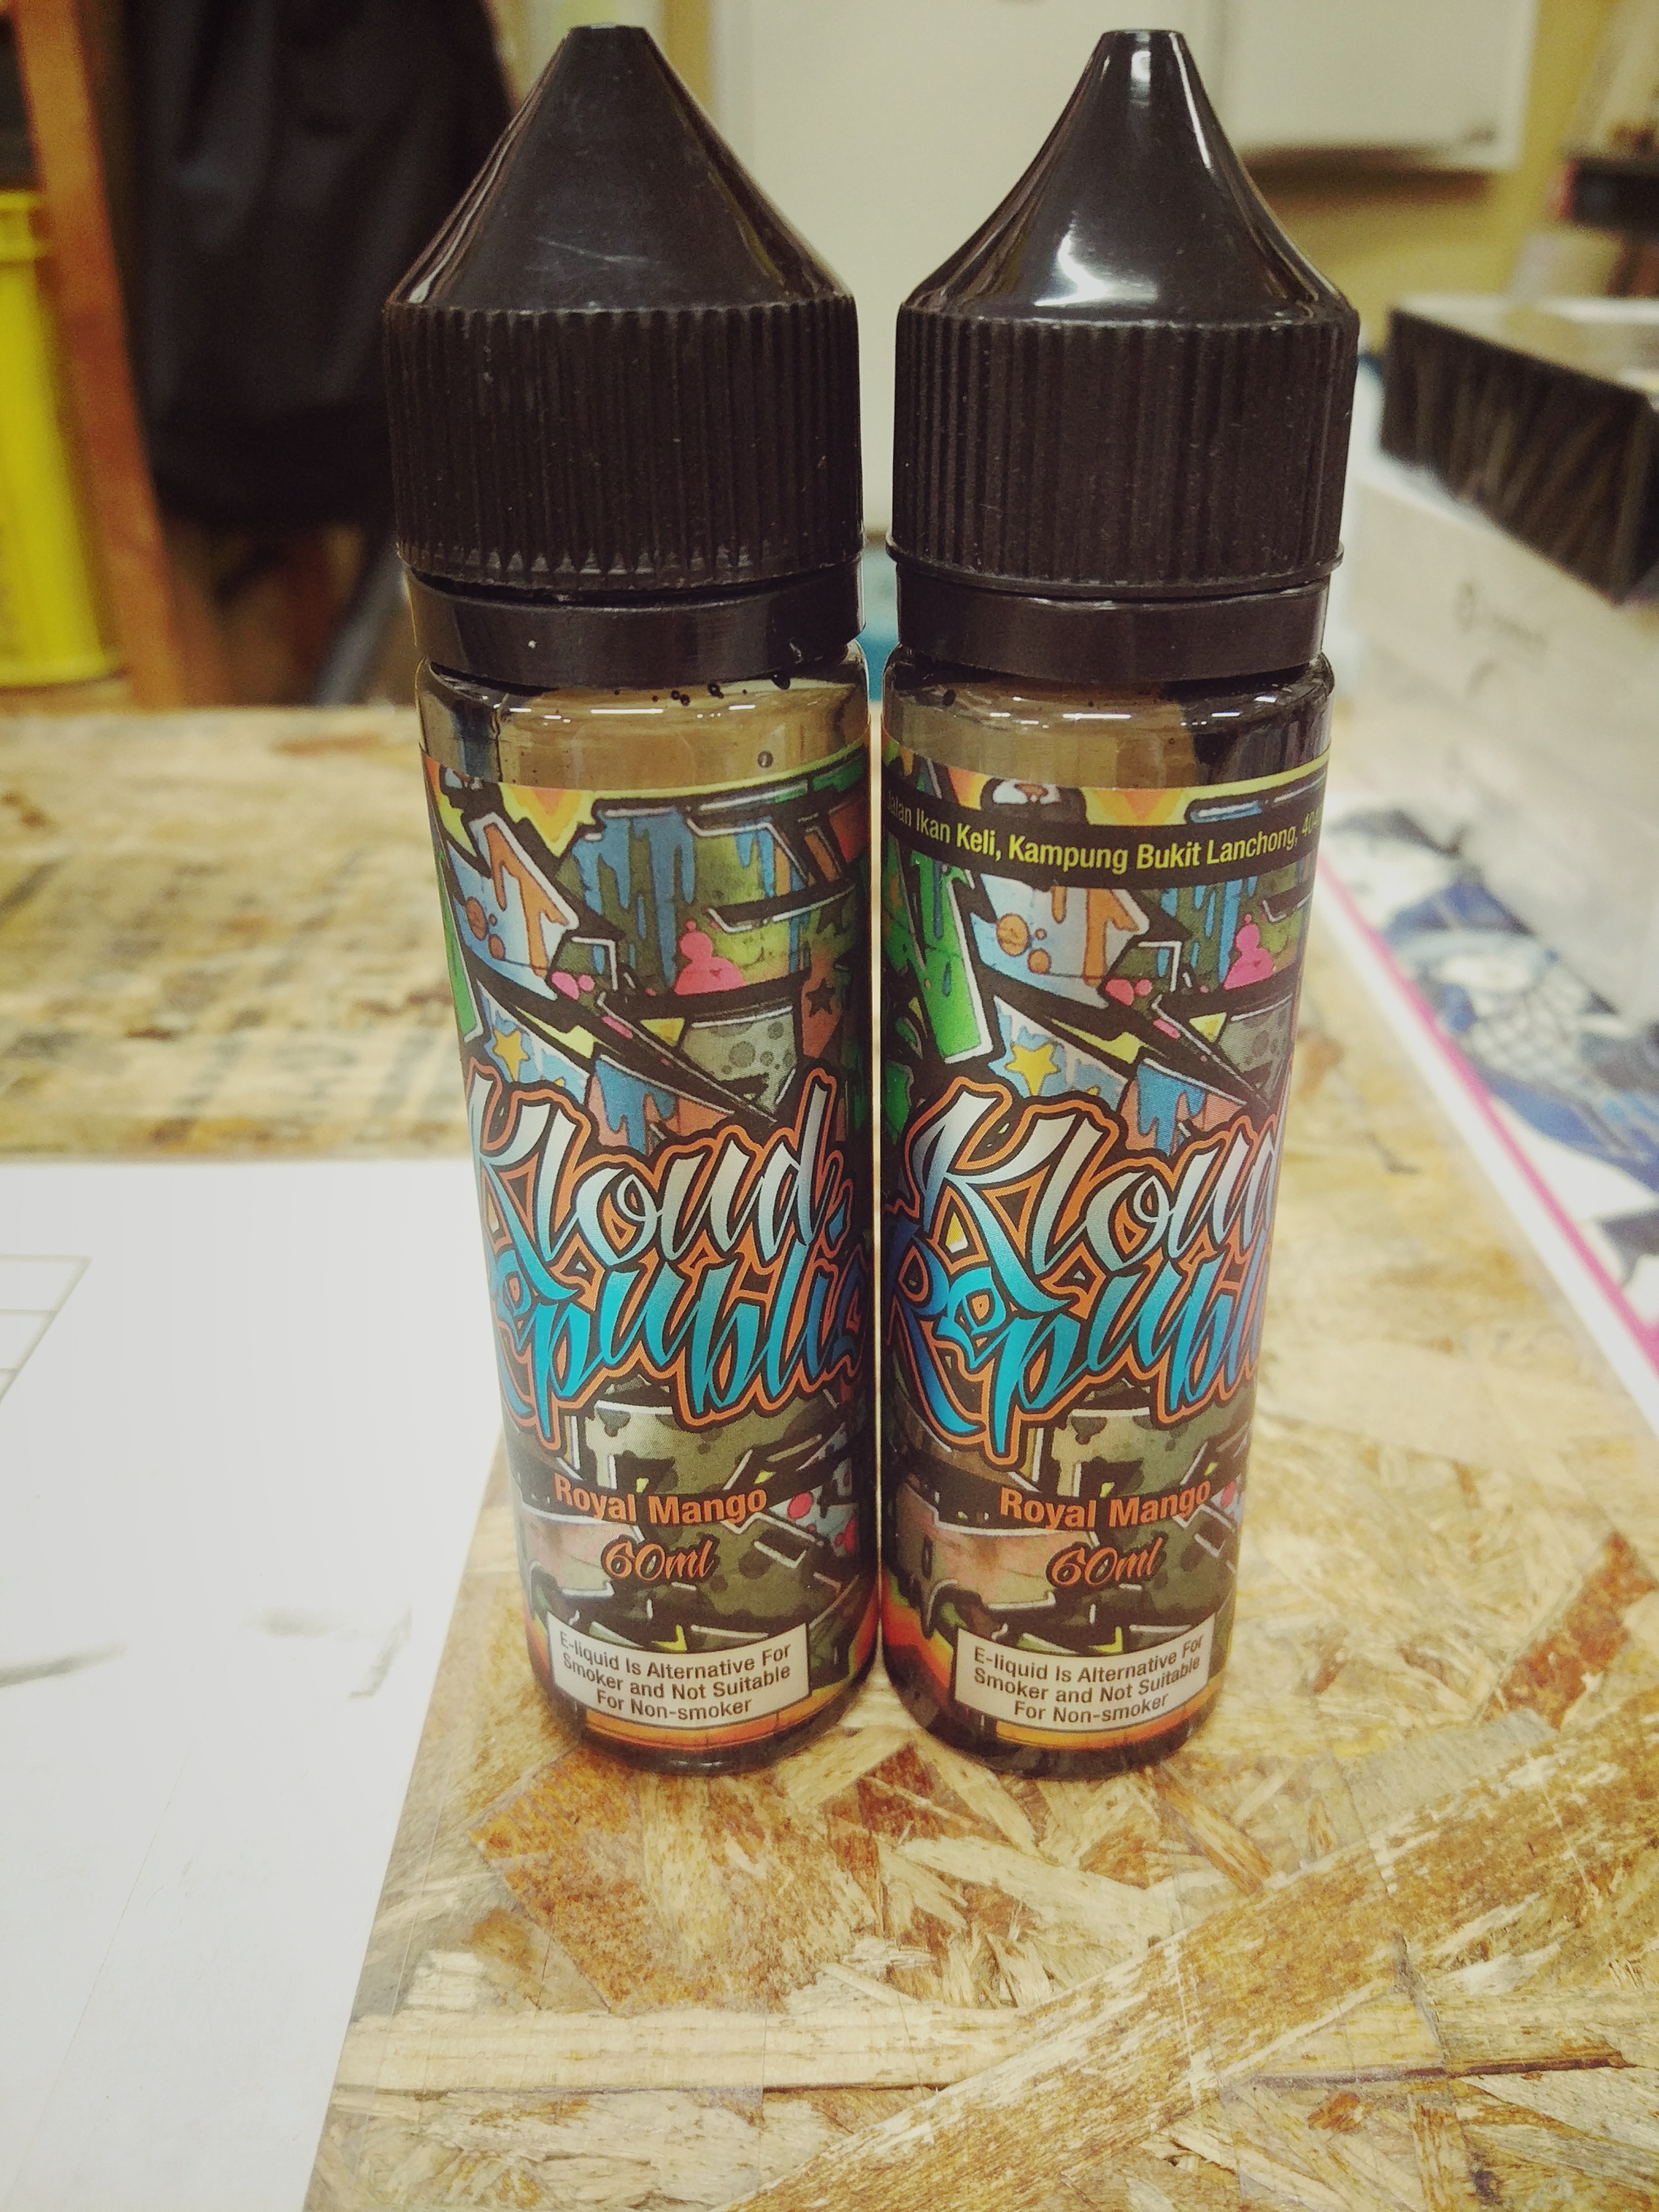 Kloud
Republic
Royal Mango
60ml
E-liquid Is Alternative For
Smoker and Not Suitable
For Non-smoker
Jalan Ikan Keli, Kampung Bukit Lanchong,
Kloud
Republic
Royal Mango
60ml
E-liquid Is Alternative For
Smoker and Not Suitable
For Non-smoker